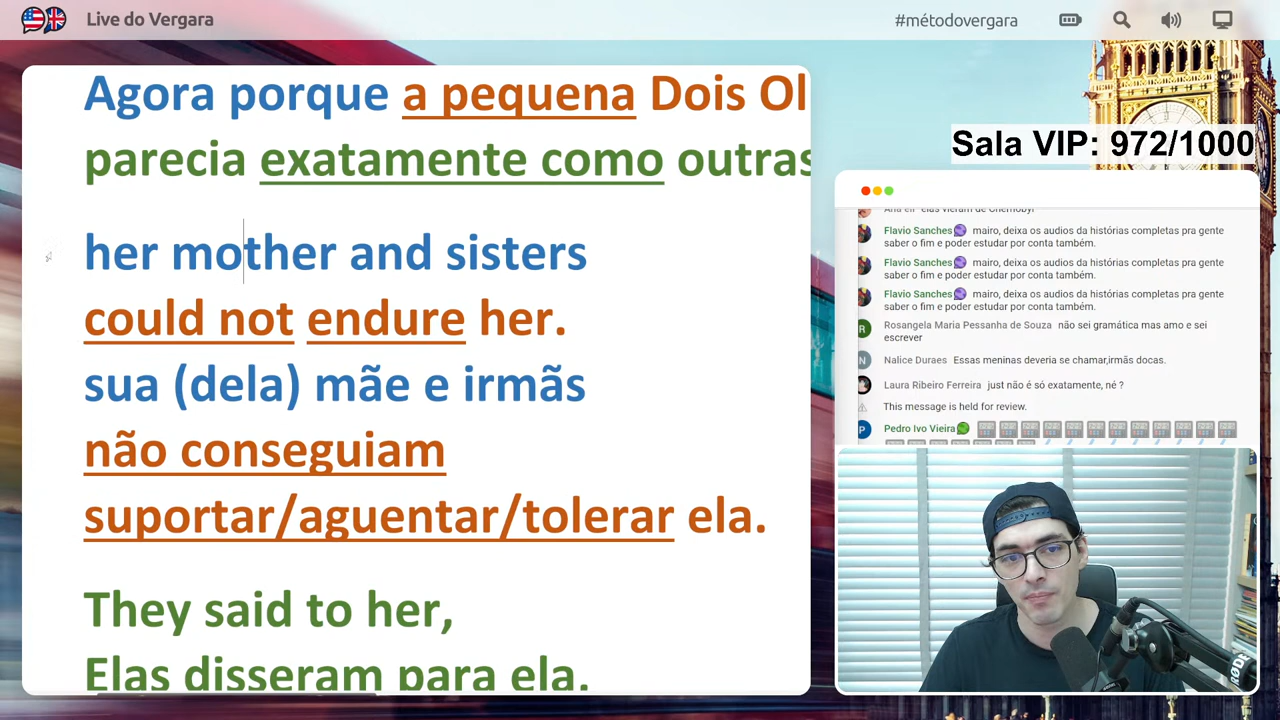 Live do Vergara
#métodovergara
Agora porque a pequena Dois Ol
parecia exatamente como outras
her mother and sisters
could not endure her.
sua (dela) mãe e irmãs
não conseguiam
suportar/aguentar/tolerar ela.
They said to her,
Elas disseram para ela.
Sala VIP: 972/1000
elas vieram de Chernobyl
Flavio Sanches mairo, deixa os audios da histórias completas pra gente
saber o fim e poder estudar por conta também.
Flavio Sanches mairo, deixa os audios da histórias completas pra gente
saber o fim e poder estudar por conta também.
Flavio Sanches mairo, deixa os audios da histórias completas pra gente
saber o fim e poder estudar por conta também.
R Rosangela Maria Pessanha de Souza não sei gramática mas amo e sei
escrever
N Nalice Duraes Essas meninas deveria se chamar,irmãs docas.
Laura Ribeiro Ferreira just não é só exatamente, né ?
This message is held for review.
P Pedro Ivo Vieira
RØDE